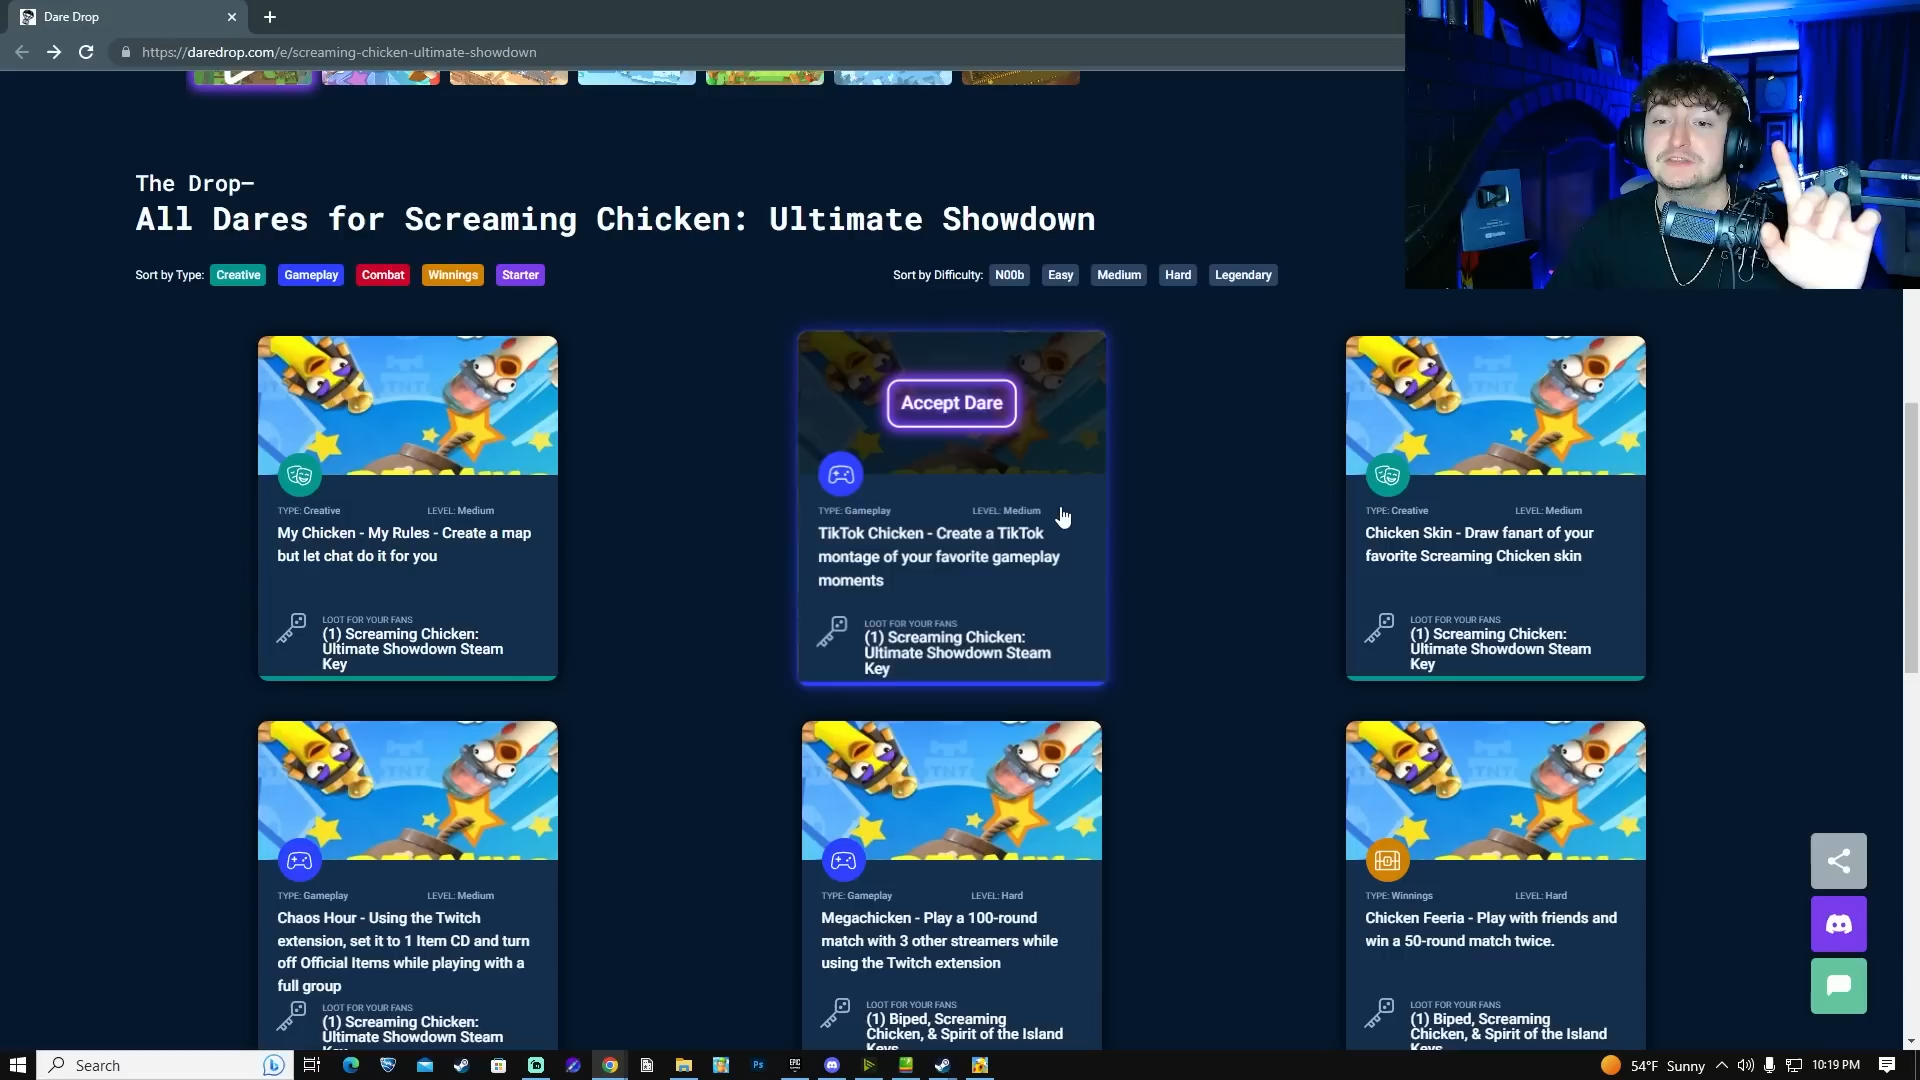 Dare Drop
https://daredrop.com/e/screaming-chicken-ultimate-showdown
The Drop—
All Dares for Screaming Chicken: Ultimate Showdown
Sort by Type: Creative Gameplay Combat Winnings Starter
Sort by Difficulty: N00b Easy Medium Hard Legendary
TYPE: Creative LEVEL: Medium
My Chicken - My Rules - Create a map
but let chat do it for you
LOOT FOR YOUR FANS
(1) Screaming Chicken:
Ultimate Showdown Steam
Key
Accept Dare
TYPE: Gameplay LEVEL: Medium
TikTok Chicken - Create a TikTok
montage of your favorite gameplay
moments
LOOT FOR YOUR FANS
(1) Screaming Chicken:
Ultimate Showdown Steam
Key
TYPE: Creative LEVEL: Medium
Chicken Skin - Draw fanart of your
favorite Screaming Chicken skin
LOOT FOR YOUR FANS
(1) Screaming Chicken:
Ultimate Showdown Steam
Key
TYPE: Gameplay LEVEL: Medium
Chaos Hour - Using the Twitch
extension, set it to 1 Item CD and turn
off Official Items while playing with a
full group
LOOT FOR YOUR FANS
(1) Screaming Chicken:
Ultimate Showdown Steam
TYPE: Gameplay LEVEL: Hard
Megachicken - Play a 100-round
match with 3 other streamers while
using the Twitch extension
LOOT FOR YOUR FANS
(1) Biped, Screaming
Chicken, & Spirit of the Island
Keys
TYPE: Winnings LEVEL: Hard
Chicken Feeria - Play with friends and
win a 50-round match twice.
LOOT FOR YOUR FANS
(1) Biped, Screaming
Chicken, & Spirit of the Island
Keys
Search
Ps
EPIC
54°F Sunny
10:19 PM